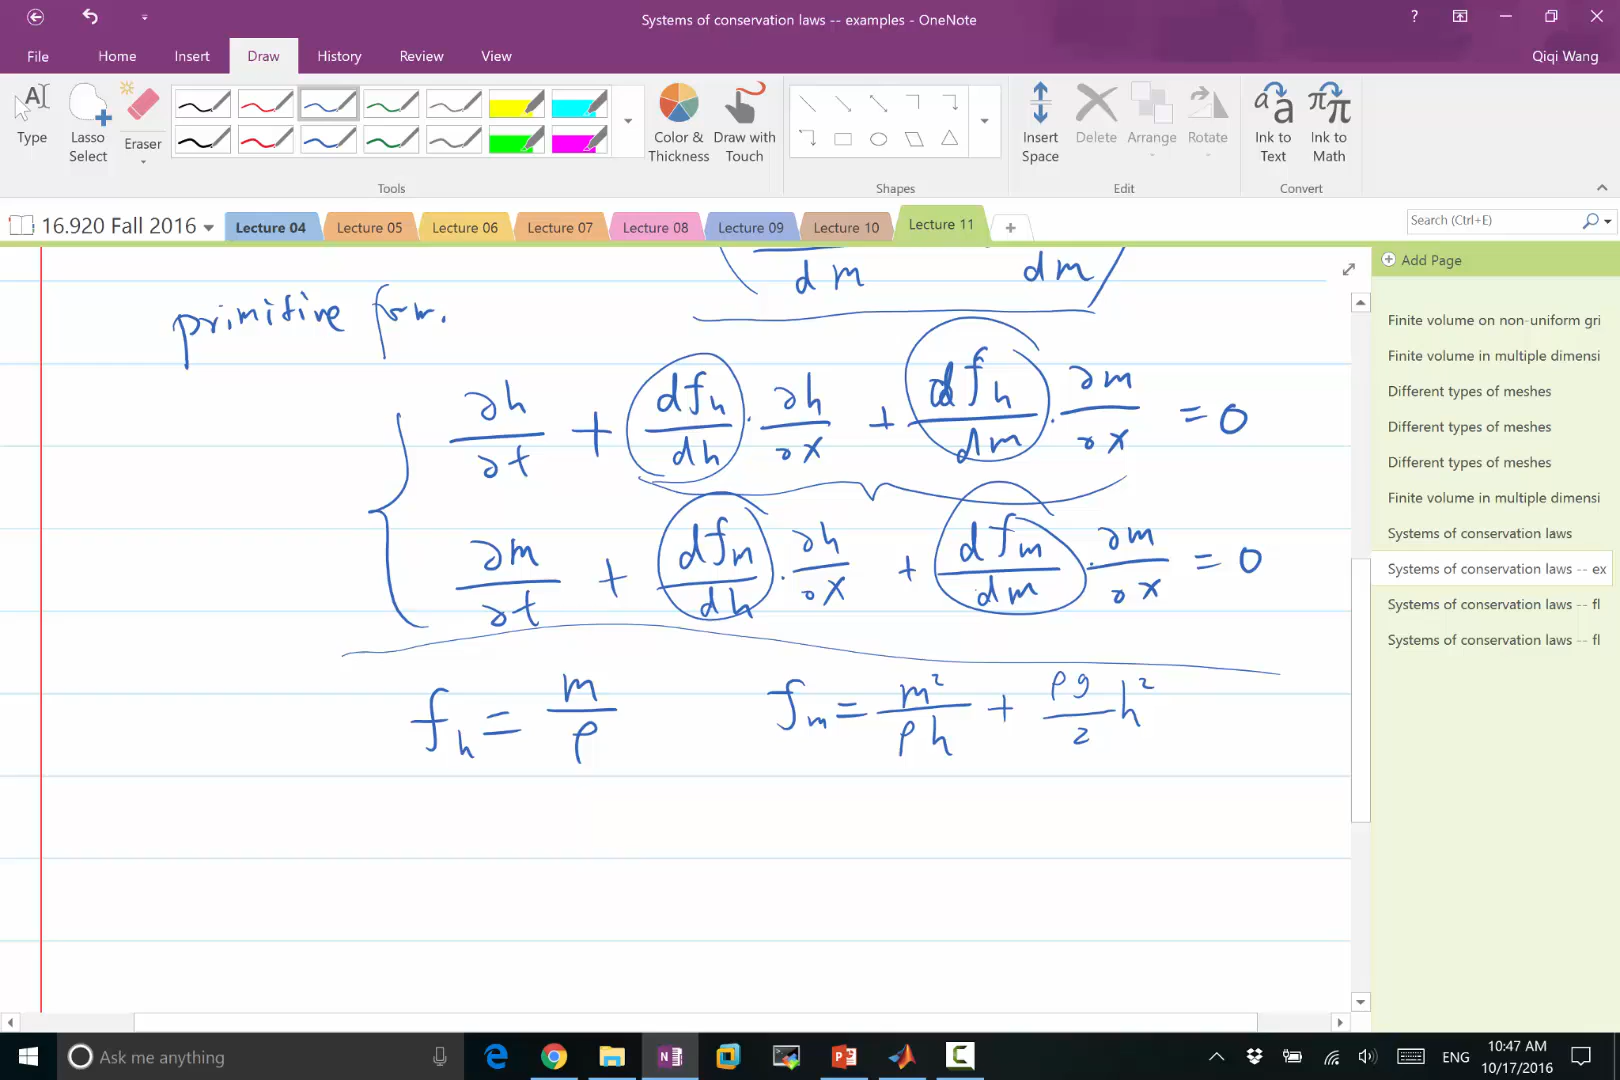 Systems of conservation laws -- examples - OneNote
?
File Home Insert Draw History Review View
Qiqi Wang
Type
Lasso Select
Eraser
Color & Thickness
Draw with Touch
Insert Space
Delete
Arrange
Rotate
Ink to Text
Ink to Math
Tools Shapes Edit Convert
16.920 Fall 2016
Lecture 04 Lecture 05 Lecture 06 Lecture 07 Lecture 08 Lecture 09 Lecture 10 Lecture 11 +
Search (Ctrl+E)
Add Page
Finite volume on non-uniform gri
Finite volume in multiple dimensi
Different types of meshes
Different types of meshes
Different types of meshes
Finite volume in multiple dimensi
Systems of conservation laws
Systems of conservation laws -- ex
Systems of conservation laws -- fl
Systems of conservation laws -- fl
dm dm
primitive form.
∂h/∂t + df_h/dh · ∂h/∂x + df_h/dm · ∂m/∂x = 0
∂m/∂t + df_m/dh · ∂h/∂x + df_m/dm · ∂m/∂x = 0
f_h = m/ρ f_m = m²/ρh + ρg/2 h²
Ask me anything
ENG
10:47 AM
10/17/2016